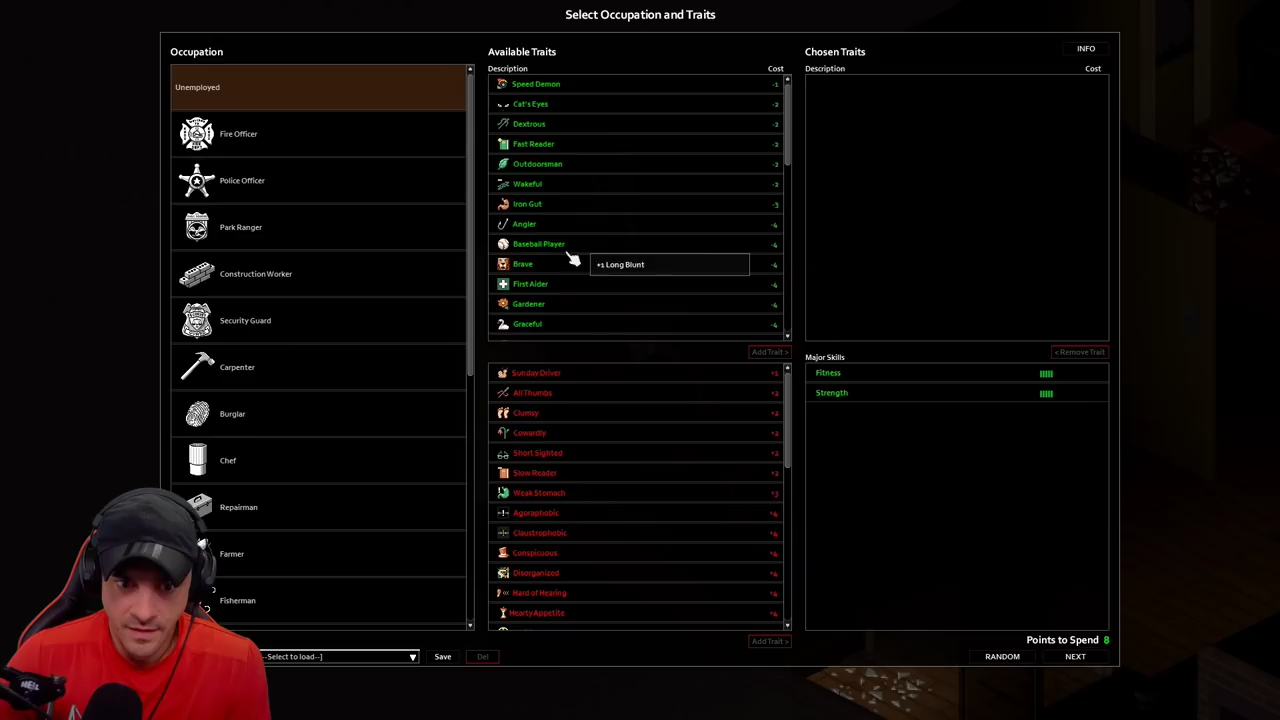 Select Occupation and Traits
Occupation
Available Traits
Chosen Traits
INFO
Description Cost
Description Cost
Unemployed
Fire Officer
Police Officer
Park Ranger
Construction Worker
Security Guard
Carpenter
Burglar
Chef
Repairman
Farmer
Fisherman
Speed Demon -1
Cat's Eyes -2
Dextrous -2
Fast Reader -2
Outdoorsman -2
Wakeful -2
Iron Gut -3
Angler -4
Baseball Player -4
+1 Long Blunt
Brave -4
First Aider -4
Gardener -4
Graceful -4
Add Trait >
< Remove Trait
Sunday Driver +1
All Thumbs +2
Clumsy +2
Cowardly +2
Short Sighted +2
Slow Reader +2
Weak Stomach +3
Agoraphobic +4
Claustrophobic +4
Conspicuous +4
Disorganized +4
Hard of Hearing +4
Hearty Appetite +4
Add Trait >
Major Skills
Fitness
Strength
Points to Spend 8
--Select to load--]
Save
Del
RANDOM
NEXT